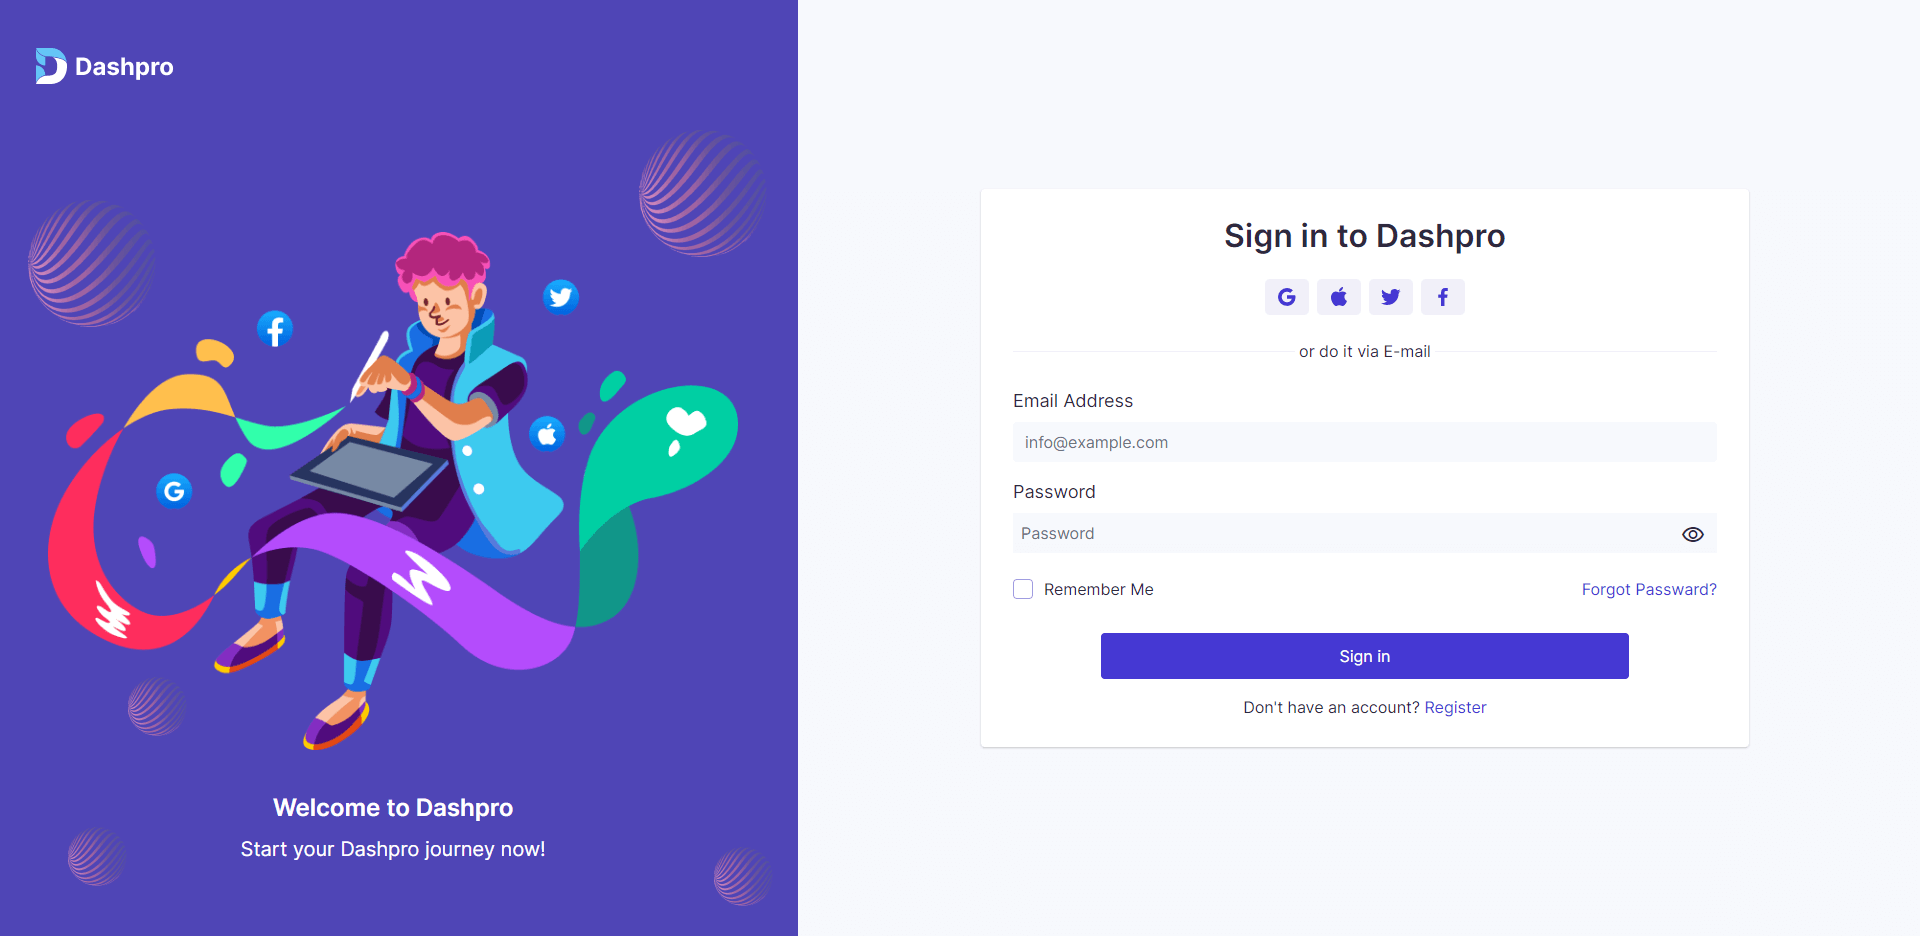 Dashpro
Welcome to Dashpro
Start your Dashpro journey now!
Sign in to Dashpro
or do it via E-mail
Email Address
info@example.com
Password
Password
Remember Me
Forgot Passward?
Sign in
Don't have an account? Register